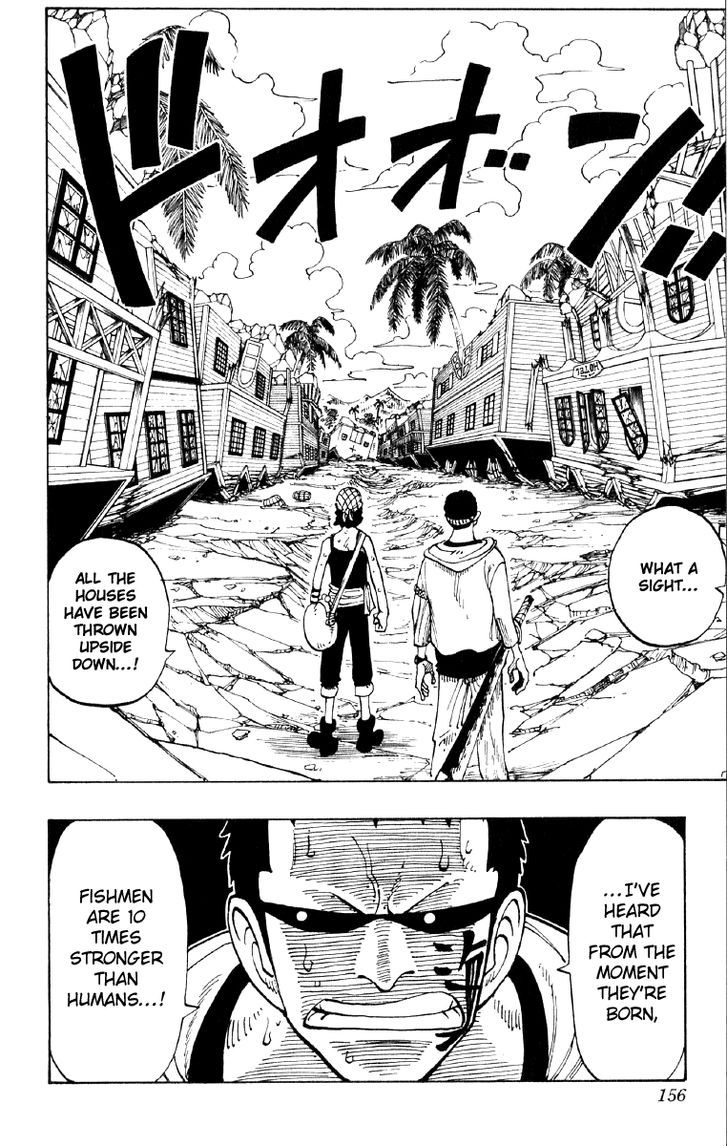 ドオオ"ン!!
WHAT A
SIGHT...
ALL THE
HOUSES
HAVE BEEN
THROWN
UPSIDE
DOWN...!
...I'VE
HEARD
THAT
FROM THE
MOMENT
THEY'RE
BORN,
FISHMEN
ARE 10
TIMES
STRONGER
THAN
HUMANS...!
156